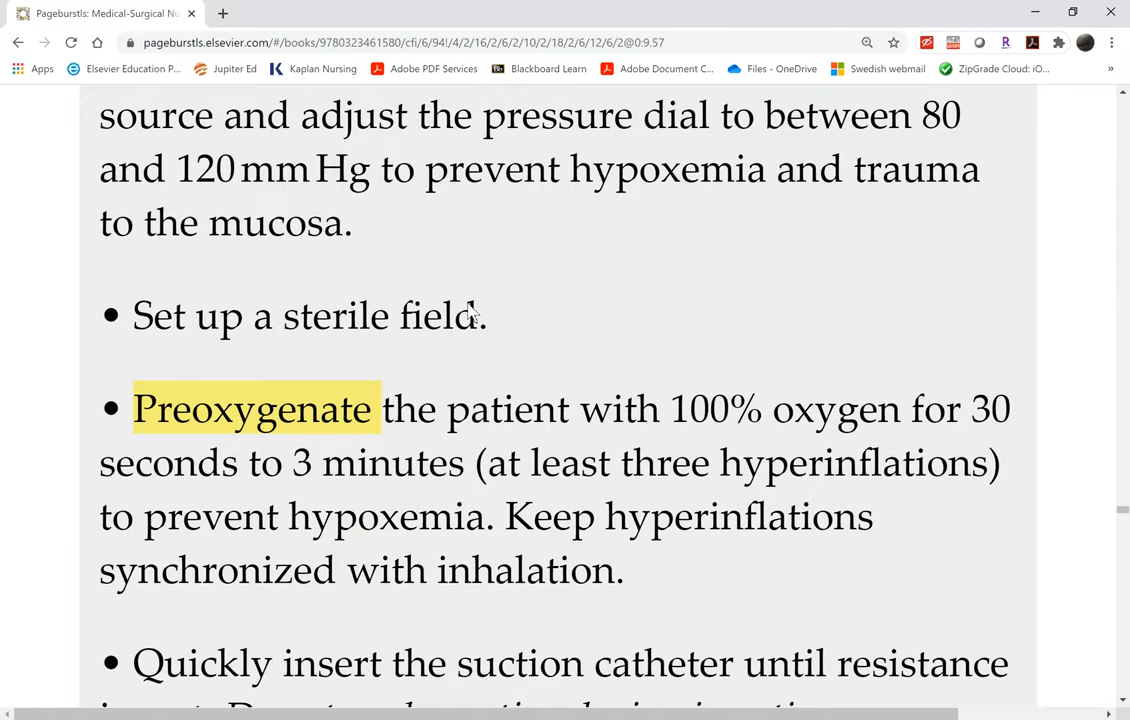 Pageburstls: Medical-Surgical Nu
pageburstls.elsevier.com/#/books/9780323461580/cfi/6/94!/4/2/16/2/6/2/10/2/18/2/6/12/6/2@0:9.57
Apps Elsevier Education P... Jupiter Ed Kaplan Nursing Adobe PDF Services Blackboard Learn Adobe Document C... Files - OneDrive Swedish webmail ZipGrade Cloud: iO... »
source and adjust the pressure dial to between 80
and 120 mm Hg to prevent hypoxemia and trauma
to the mucosa.
• Set up a sterile field.
• Preoxygenate the patient with 100% oxygen for 30
seconds to 3 minutes (at least three hyperinflations)
to prevent hypoxemia. Keep hyperinflations
synchronized with inhalation.
• Quickly insert the suction catheter until resistance